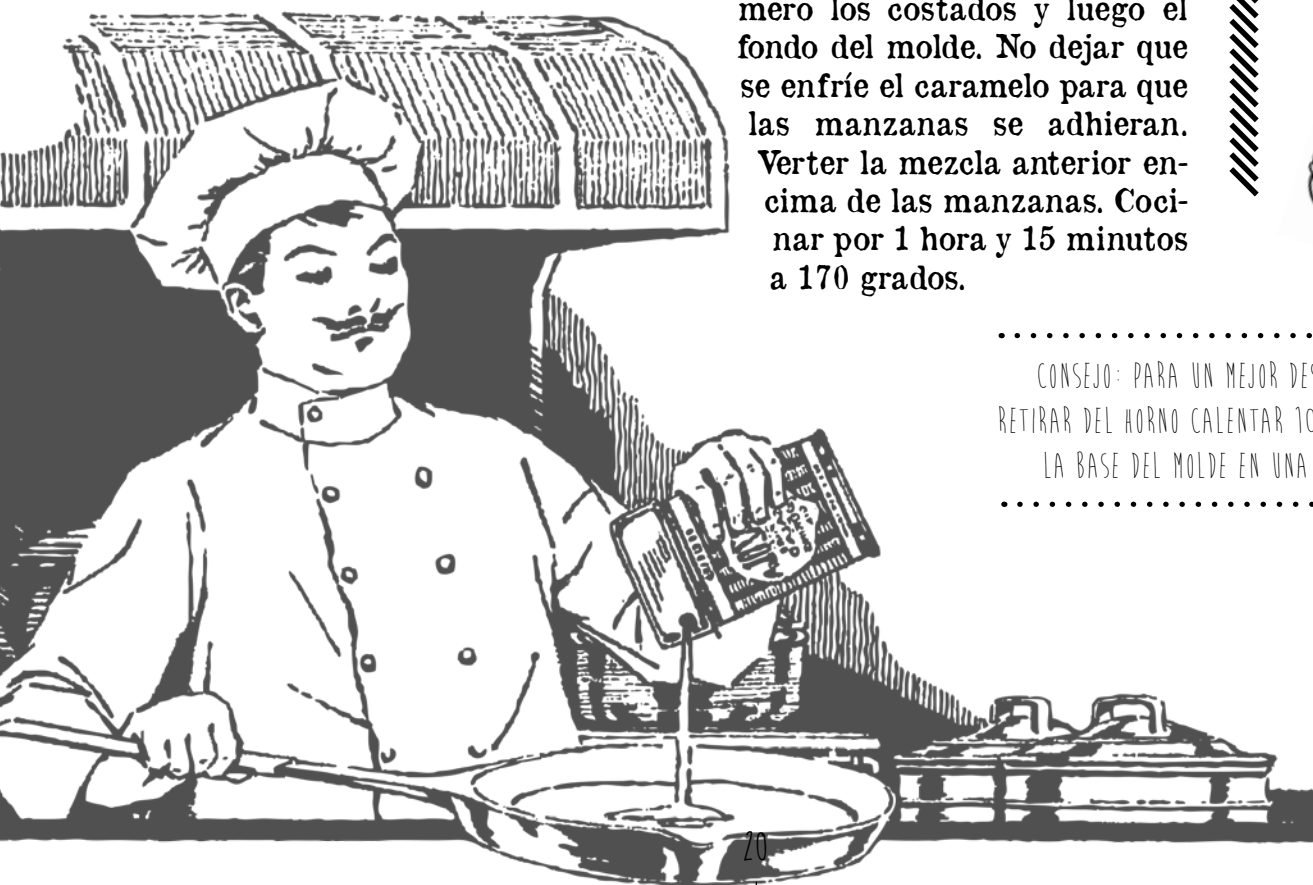 mero los costados y luego el
fondo del molde. No dejar que
se enfríe el caramelo para que
las manzanas se adhieran.
Verter la mezcla anterior en-
cima de las manzanas. Coci-
nar por 1 hora y 15 minutos
a 170 grados.
CONSEJO: PARA UN MEJOR DES
RETIRAR DEL HORNO CALENTAR 10
LA BASE DEL MOLDE EN UNA
20